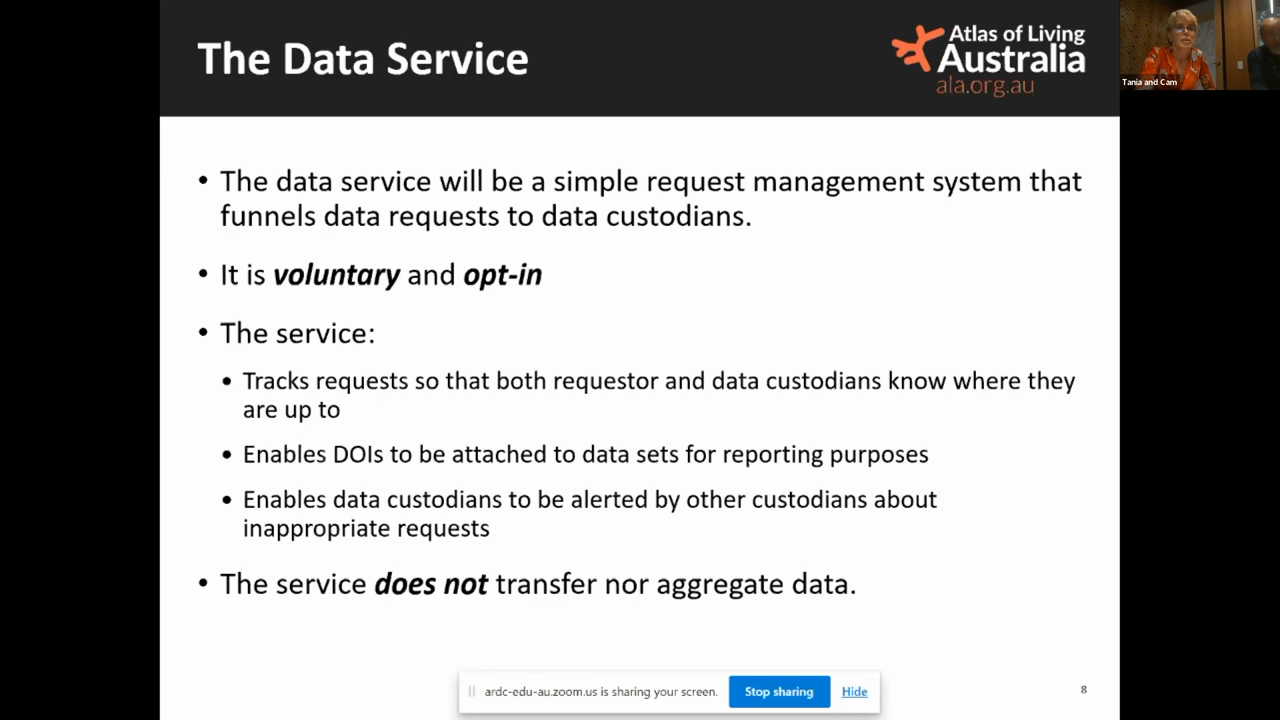 The Data Service
Atlas of Living
Australia
ala.org.au
Tania and Cam
• The data service will be a simple request management system that
funnels data requests to data custodians.
• It is voluntary and opt-in
• The service:
• Tracks requests so that both requestor and data custodians know where they
are up to
• Enables DOIs to be attached to data sets for reporting purposes
• Enables data custodians to be alerted by other custodians about
inappropriate requests
• The service does not transfer nor aggregate data.
ardc-edu-au.zoom.us is sharing your screen.
Stop sharing
Hide
8